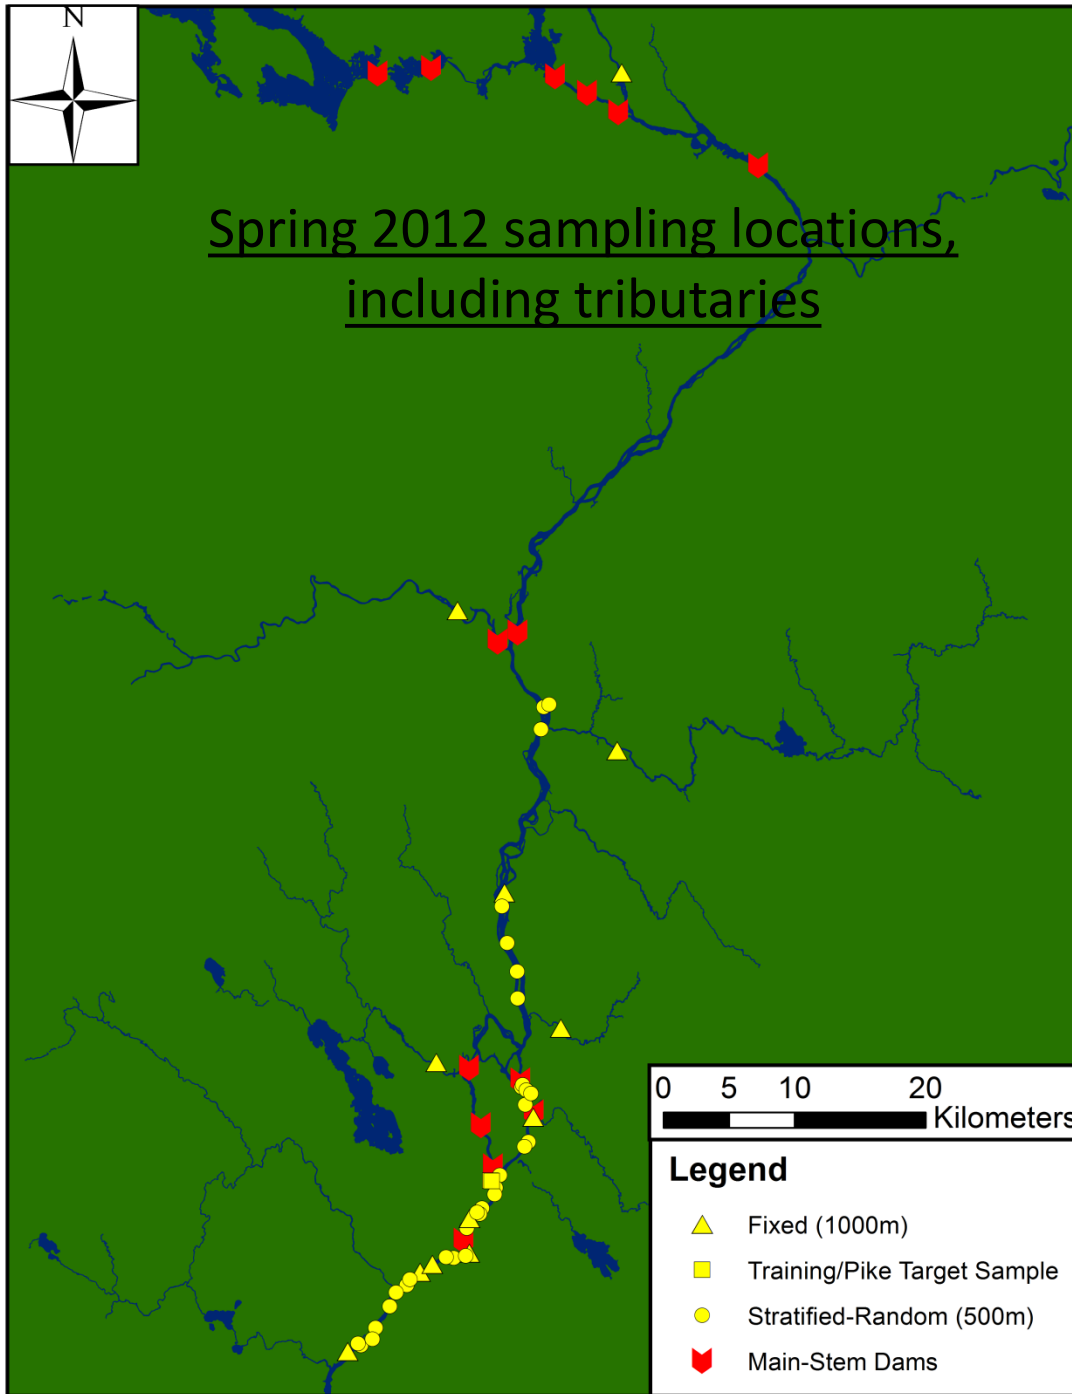 N
Spring 2012 sampling locations,
including tributaries
0 5 10 20
Kilometers
Legend
Fixed (1000m)
Training/Pike Target Sample
Stratified-Random (500m)
Main-Stem Dams